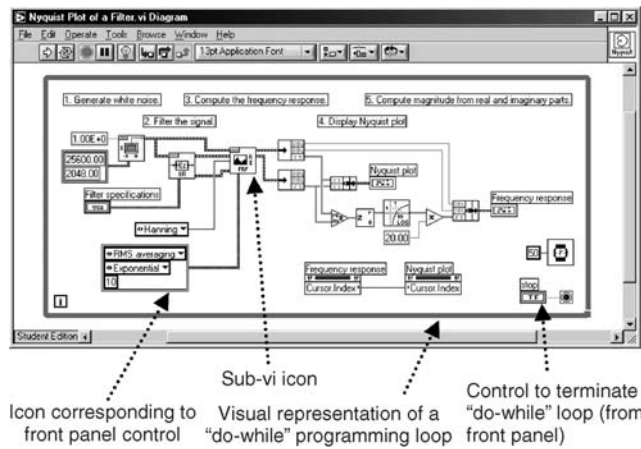 Nyquist Plot of a Filter.vi Diagram
File Edit Operate Tools Browse Window Help
13pt Application Font
Nyquist
1. Generate white noise.
3. Compute the frequency response.
5. Compute magnitude from real and imaginary parts.
2. Filter the signal.
4. Display Nyquist plot
1.00E+0
25600.00
2048.00
Filter specifications
FRF
Nyquist plot
Frequency response
LOG
20.00
Hanning
RMS averaging
Exponential
10
50
Frequency response
Nyquist plot
Cursor.Index
Cursor.Index
stop
TF
i
Student Edition
Sub-vi icon
Icon corresponding to
front panel control
Visual representation of a
“do-while” programming loop
Control to terminate
“do-while” loop (from
front panel)